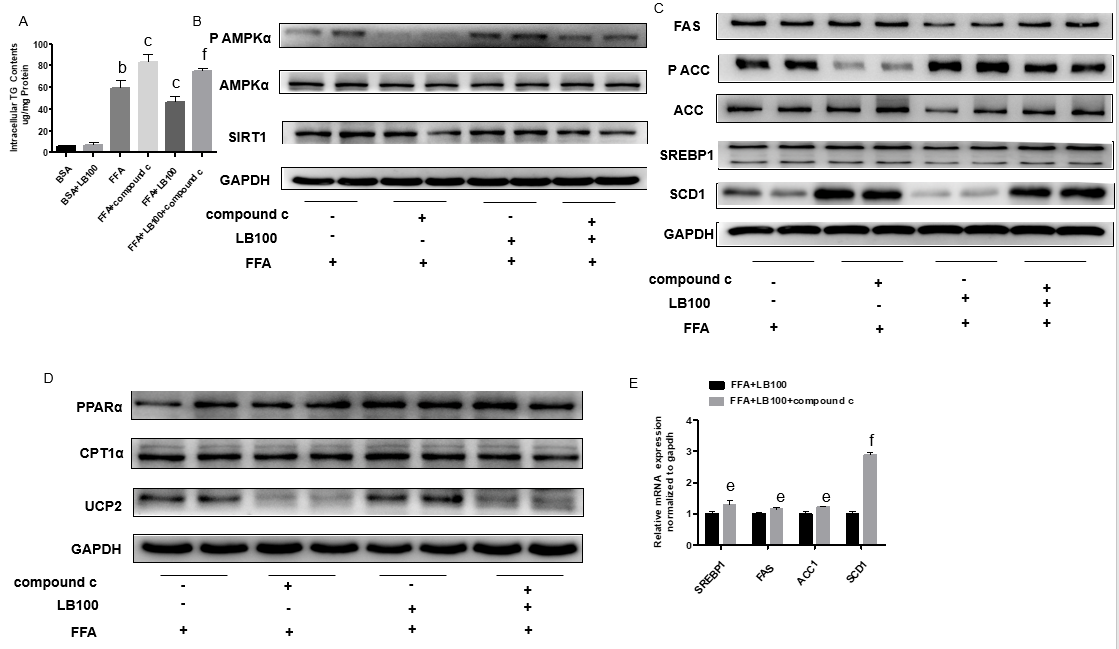 A
Intracellular TG Contents
ug/mg Protein
100
80
60
40
20
0
b
c
c
f
BSA
BSA+LB100
FFA
FFA+compound c
FFA+LB100
FFA+LB100+compound c
B
P AMPKα
AMPKα
SIRT1
GAPDH
compound c - + - +
LB100 - - + +
FFA + + + +
C
FAS
P ACC
ACC
SREBP1
SCD1
GAPDH
compound c - + - +
LB100 - - + +
FFA + + + +
D
PPARα
CPT1α
UCP2
GAPDH
compound c - + - +
LB100 - - + +
FFA + + + +
E
FFA+LB100
FFA+LB100+compound c
Relative mRNA expression
normalized to gapdh
4
3
2
1
0
e
e
e
f
SREBP1
FAS
ACC1
SCD1